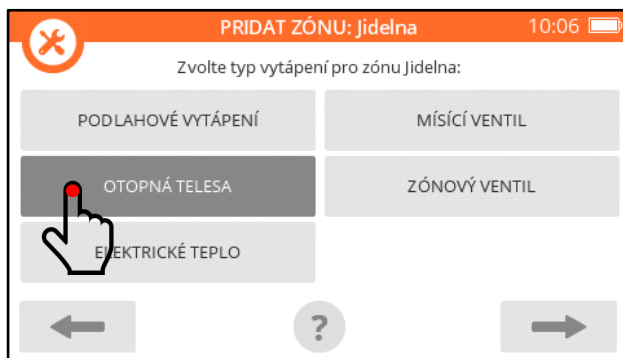 PRIDAT ZÓNU: Jidelna 10:06
Zvolte typ vytápení pro zónu Jidelna:
PODLAHOVÉ VYTÁPENÍ MÍSÍCÍ VENTIL
OTOPNÁ TELESA ZÓNOVÝ VENTIL
ELEKTRICKÉ TEPLO
?